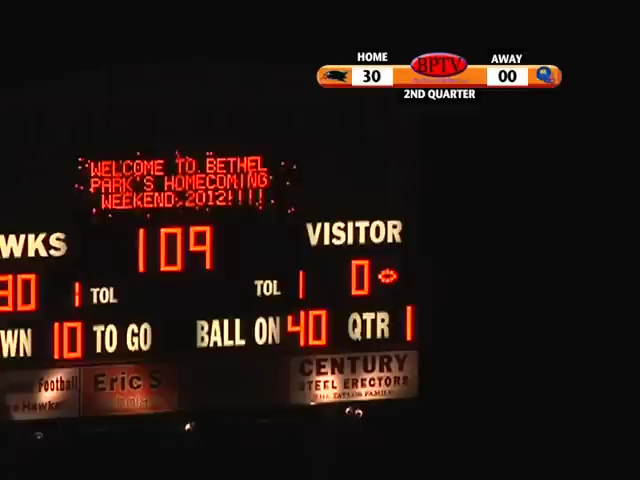 HOME
AWAY
30
BPTV
00
2ND QUARTER
WELCOME TO BETHEL
PARK'S HOMECOMING
WEEKEND 2012!!!!
WKS
109
VISITOR
30
1 TOL
TOL 1
0
WN 10 TO GO
BALL ON 40
QTR 1
Football
Hawks
Eric'S
CENTURY
STEEL ERECTORS
THE TAYLOR FAMILY